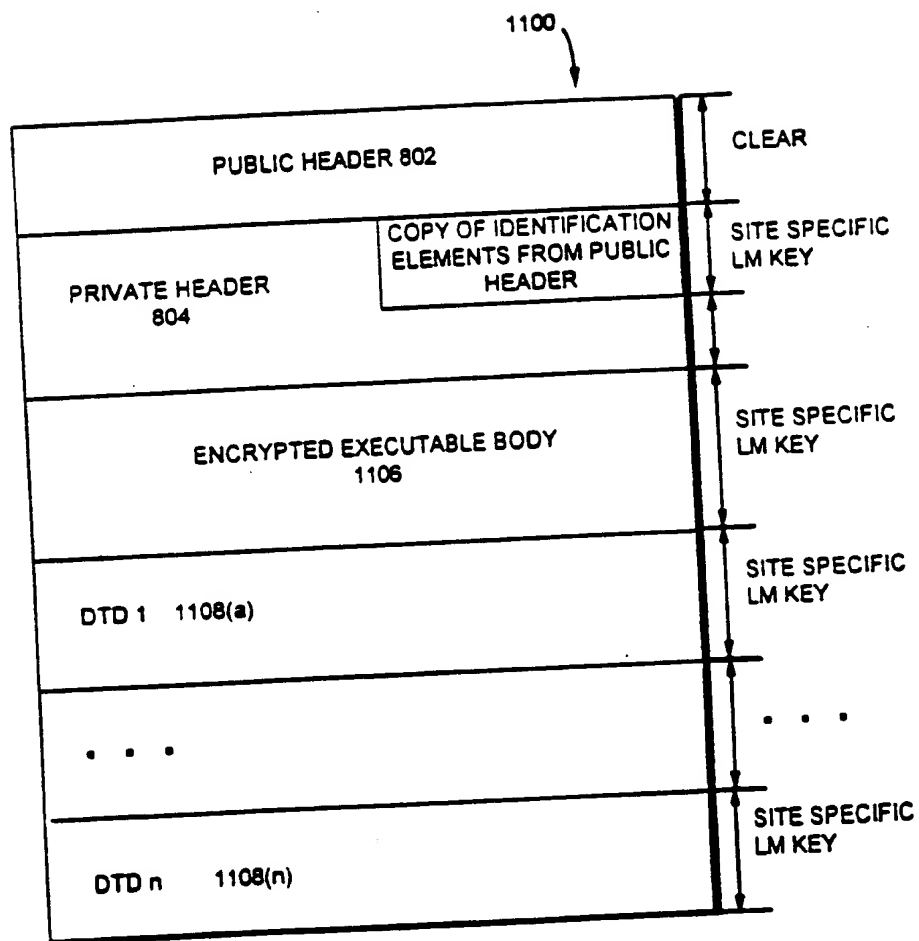 1100
PUBLIC HEADER 802
CLEAR
COPY OF IDENTIFICATION
ELEMENTS FROM PUBLIC
HEADER
SITE SPECIFIC
LM KEY
PRIVATE HEADER
804
ENCRYPTED EXECUTABLE BODY
1106
SITE SPECIFIC
LM KEY
DTD 1 1108(a)
SITE SPECIFIC
LM KEY
. . .
. . .
DTD n 1108(n)
SITE SPECIFIC
LM KEY